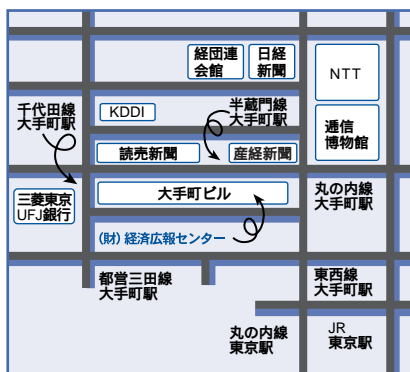 経団連
会館
日経
新聞
NTT
千代田線
大手町駅
KDDI
半蔵門線
大手町駅
逓信
博物館
読売新聞
産経新聞
三菱東京
UFJ銀行
大手町ビル
丸の内線
大手町駅
(財)経済広報センター
都営三田線
大手町駅
東西線
大手町駅
丸の内線
東京駅
JR
東京駅